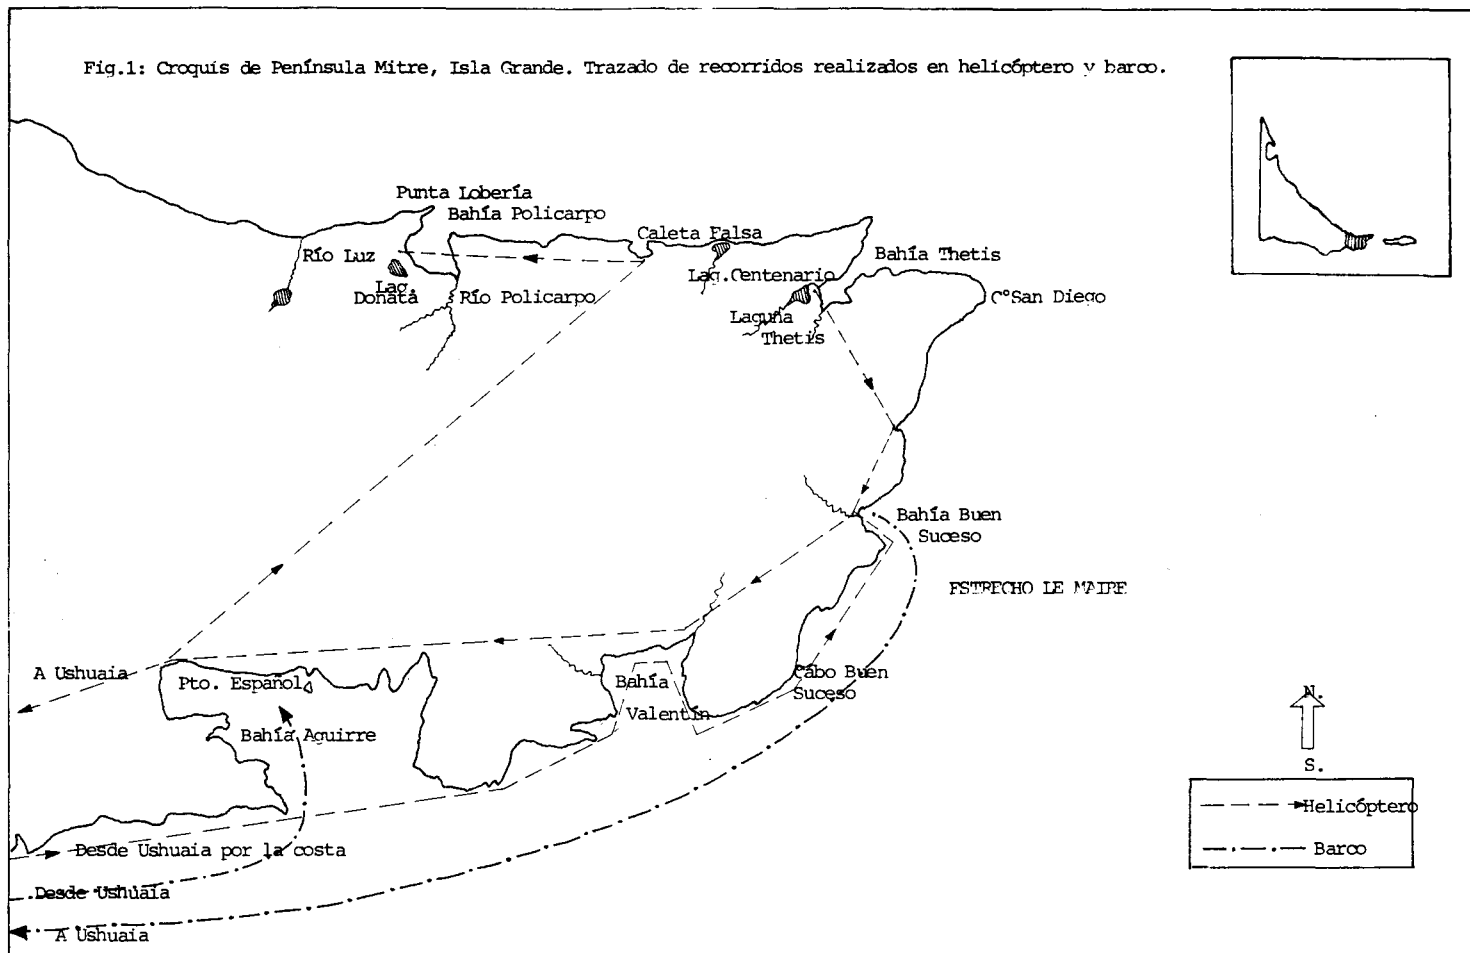 Fig.1: Croquis de Península Mitre, Isla Grande. Trazado de recorridos realizados en helicóptero y barco.
Punta Lobería
Bahía Policarpo
Caleta Falsa
Río Luz
Bahía Thetis
Lag.
Donata
Río Policarpo
Lag.Centenario
C°San Diego
Laguna
Thetis
Bahía Buen
Suceso
ESTRECHO LE MAIRE
A Ushuaia
Pto. Español
Bahía
Valentín
Cabo Buen
Suceso
Bahía Aguirre
N.
S.
Helicóptero
Barco
Desde Ushuaia por la costa
Desde Ushuaia
A Ushuaia